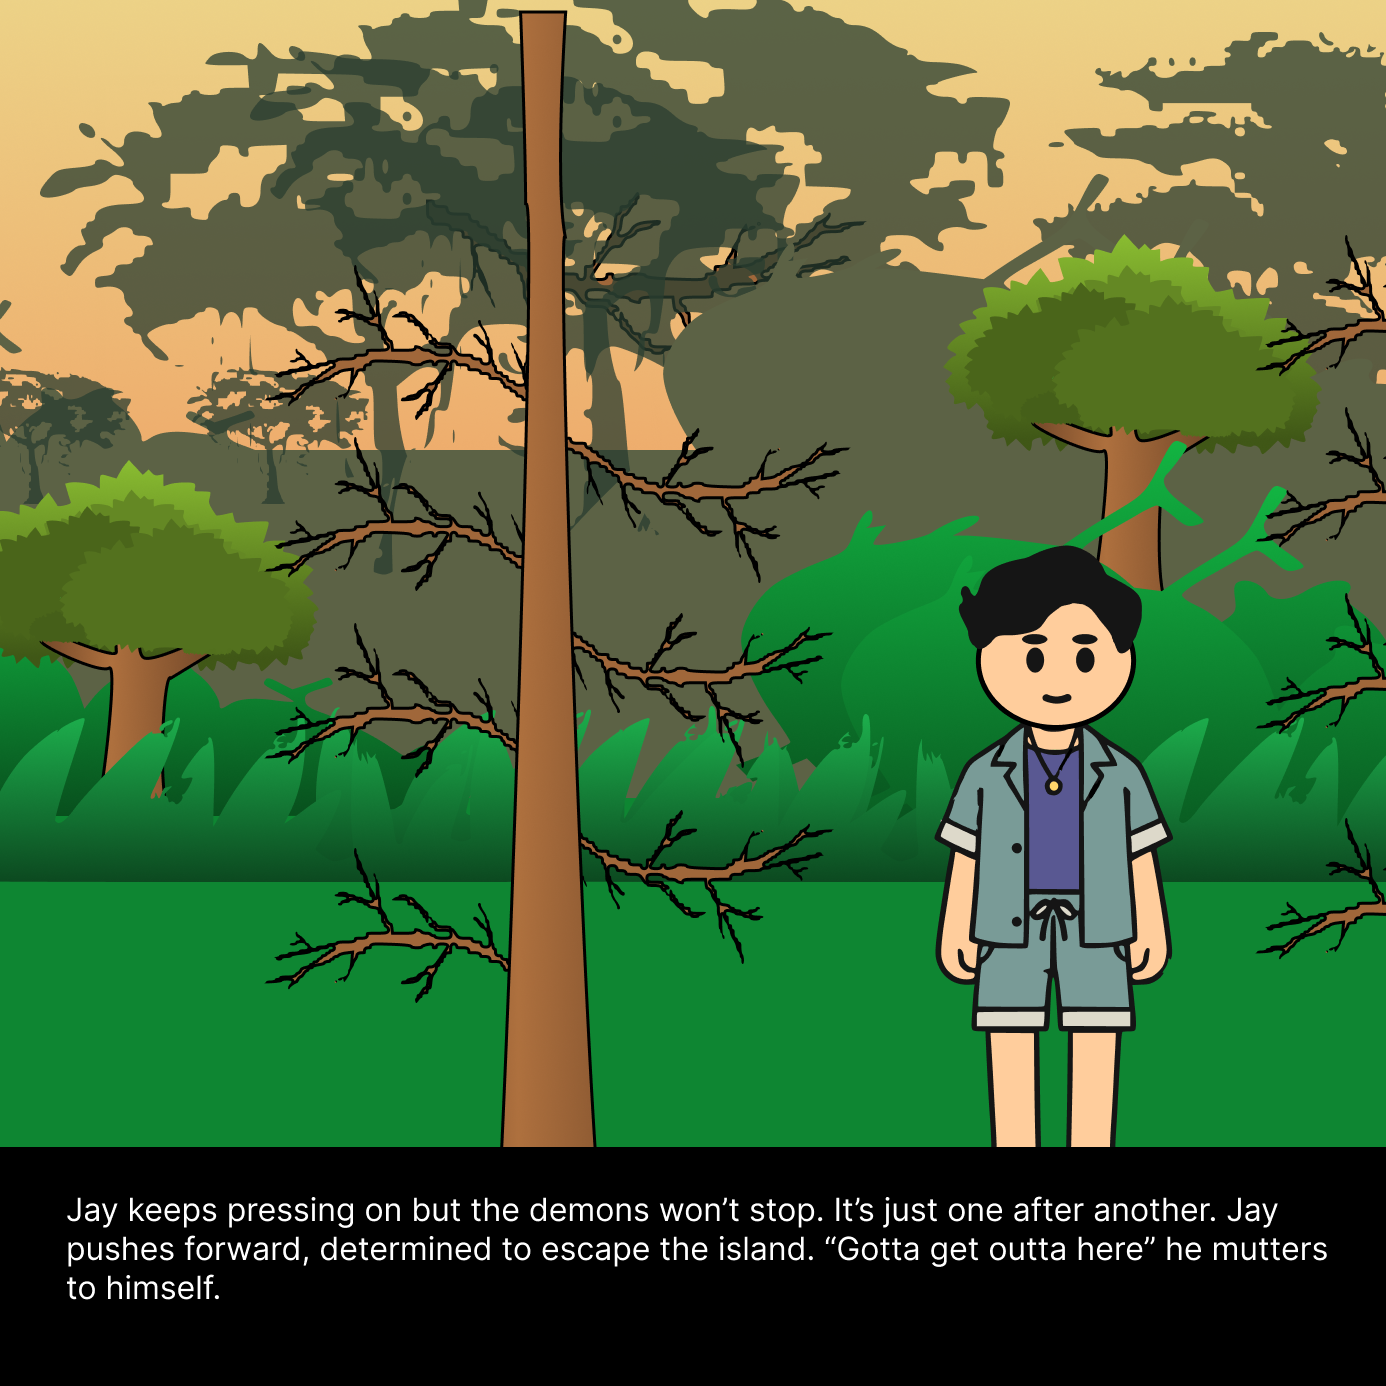 Jay keeps pressing on but the demons won’t stop. It’s just one after another. Jay
pushes forward, determined to escape the island. “Gotta get outta here” he mutters
to himself.